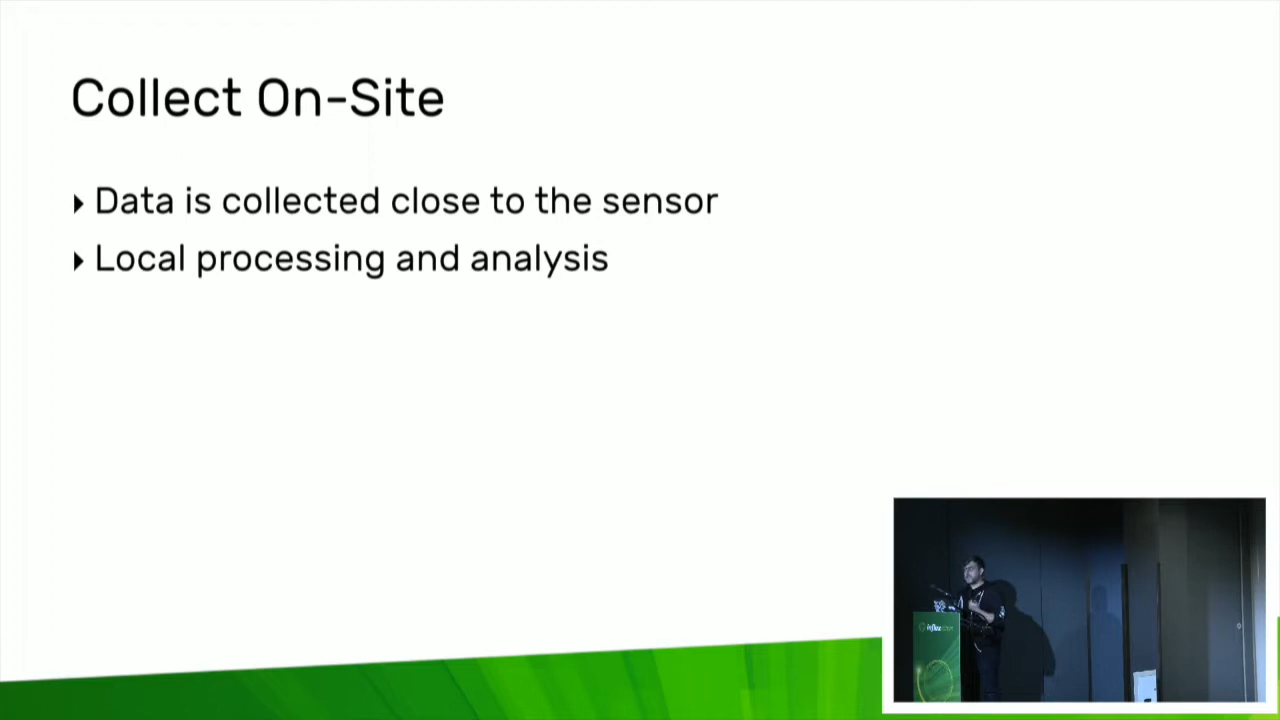 Collect On-Site
Data is collected close to the sensor
Local processing and analysis